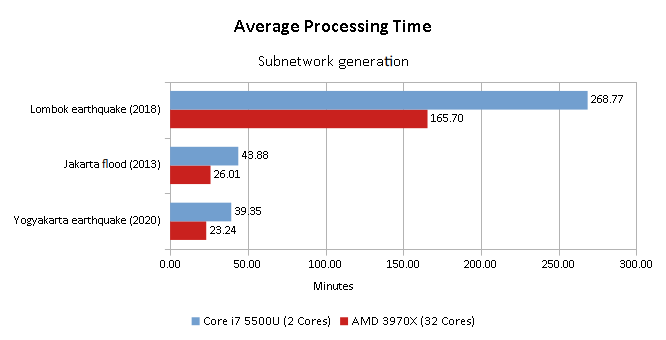 Average Processing Time
Subnetwork generation
Lombok earthquake (2018)
268.77
165.70
Jakarta flood (2013)
43.88
26.01
Yogyakarta earthquake (2020)
39.35
23.24
0.00 50.00 100.00 150.00 200.00 250.00 300.00
Minutes
Core i7 5500U (2 Cores) AMD 3970X (32 Cores)